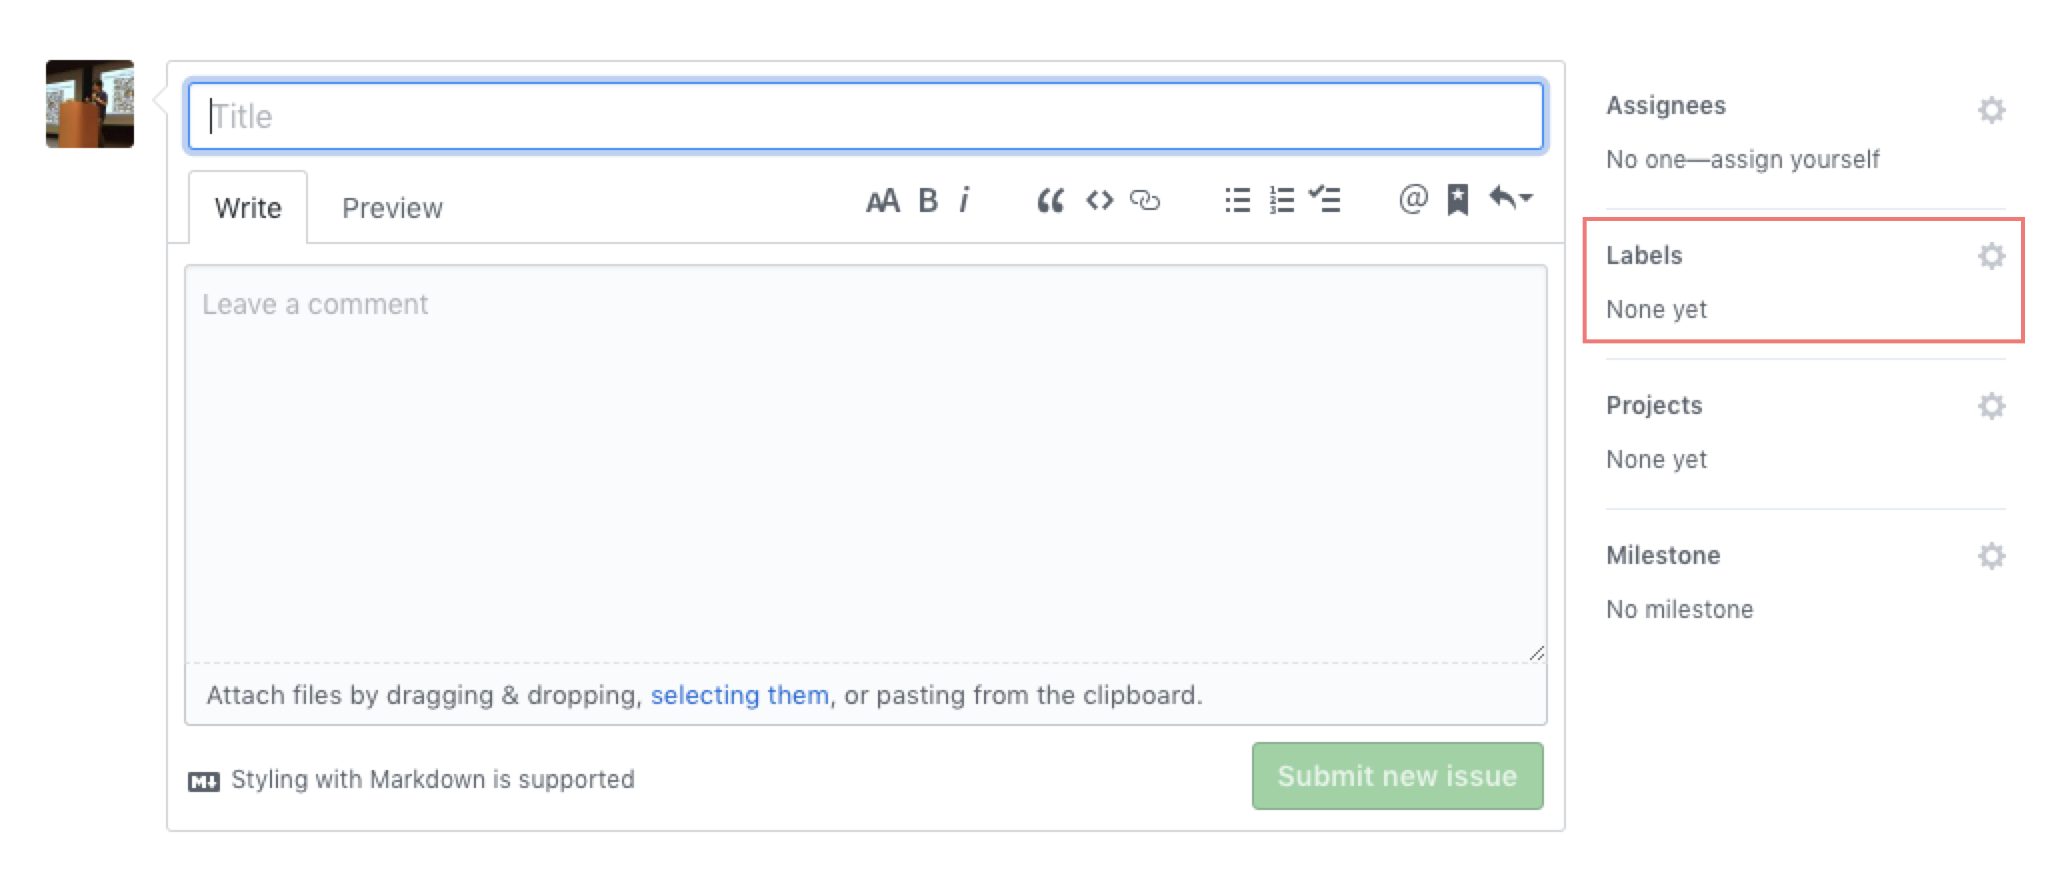 Title
Write
Preview
AA B i “ <> @
Leave a comment
Attach files by dragging & dropping, selecting them, or pasting from the clipboard.
M↓ Styling with Markdown is supported
Submit new issue
Assignees
No one—assign yourself
Labels
None yet
Projects
None yet
Milestone
No milestone